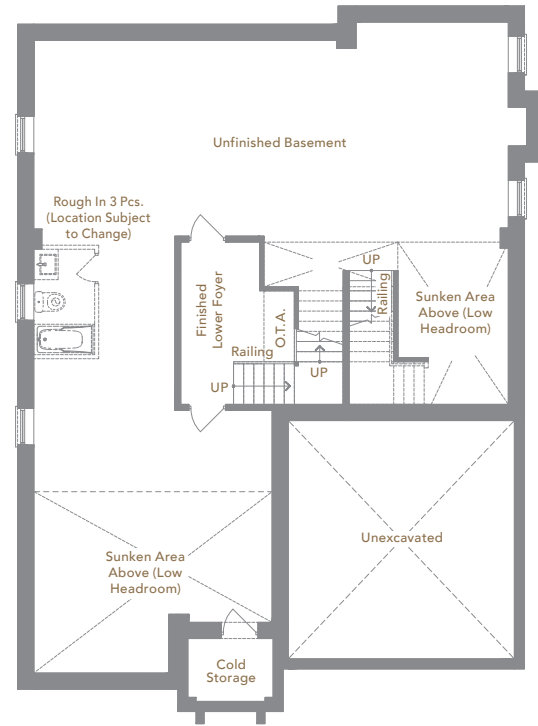 Unfinished Basement
Rough In 3 Pcs.
(Location Subject
to Change)
UP
Railing
Finished
Lower Foyer
O.T.A.
Sunken Area
Above (Low
Headroom)
Railing
UP
UP
Unexcavated
Sunken Area
Above (Low
Headroom)
Cold
Storage